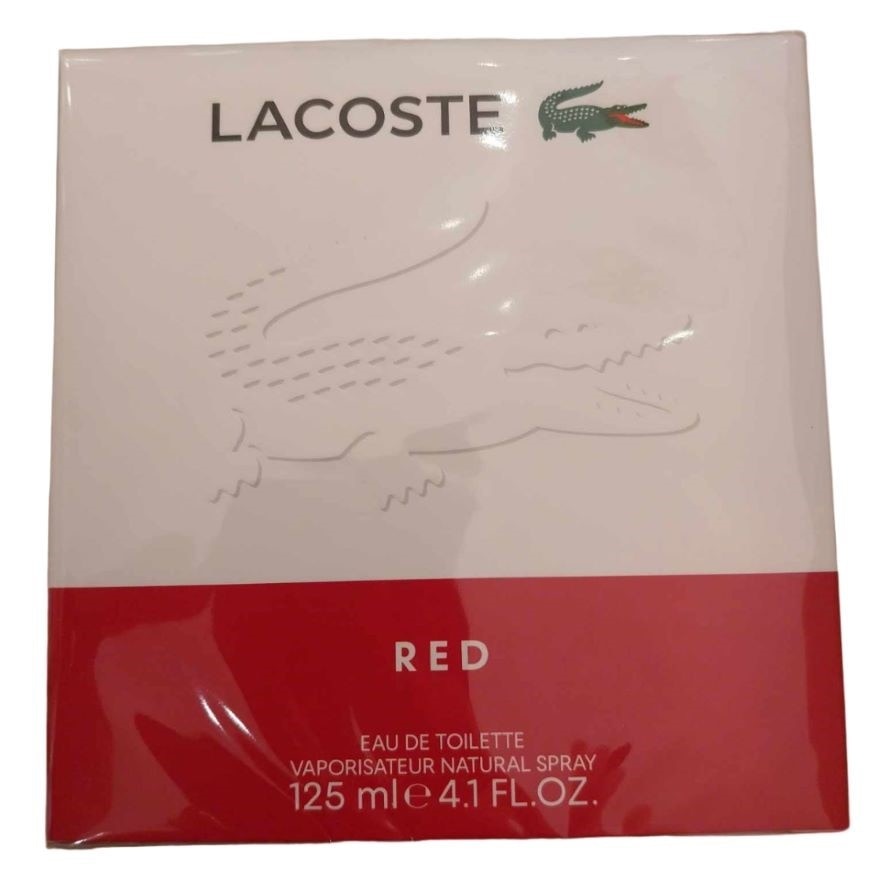 LACOSTE
RED
EAU DE TOILETTE
VAPORISATEUR NATURAL SPRAY
125 ml e 4.1 FL.OZ.